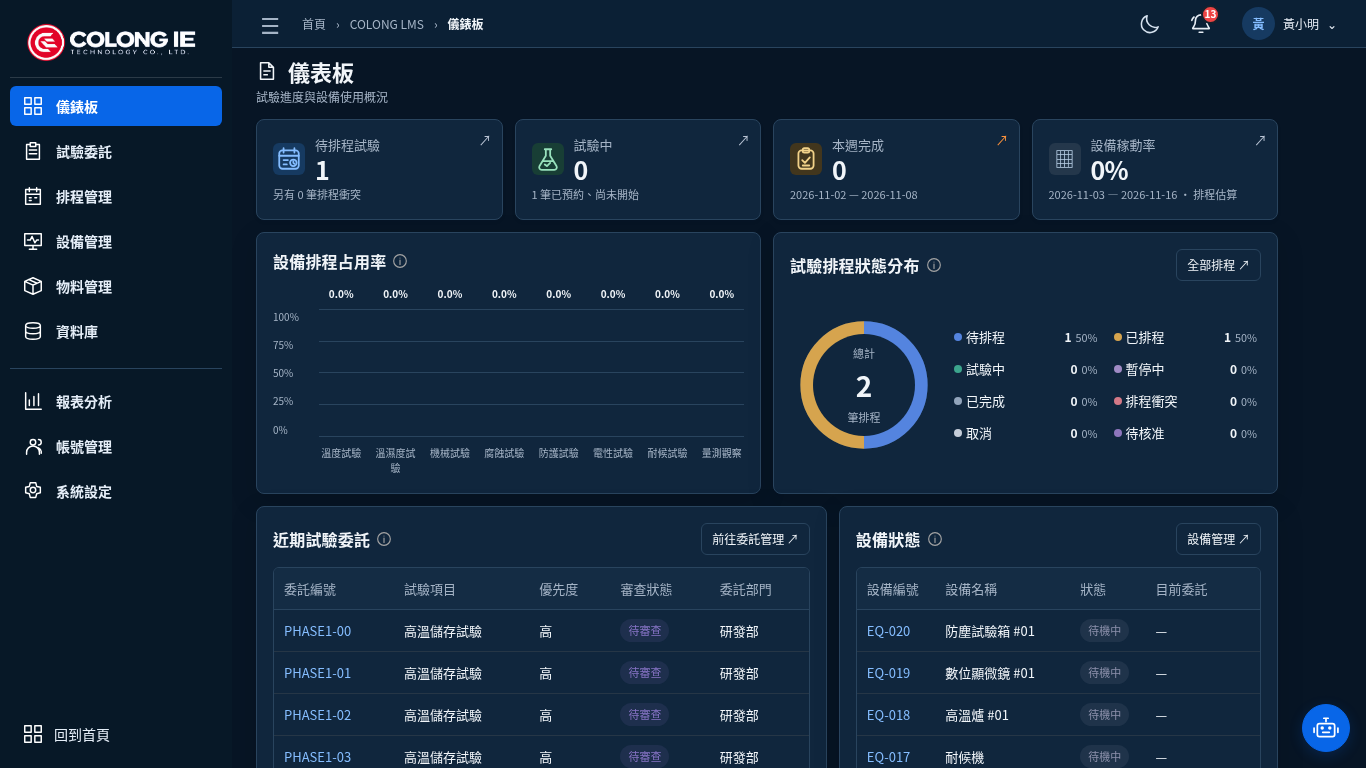 COLONG IE
TECHNOLOGY CO., LTD.
儀錶板
試驗委託
排程管理
設備管理
物料管理
資料庫
報表分析
帳號管理
系統設定
回到首頁
首頁 › COLONG LMS › 儀錶板
13
黃 黃小明
儀表板
試驗進度與設備使用概況
待排程試驗
1
另有 0 筆排程衝突
試驗中
0
1 筆已預約、尚未開始
本週完成
0
2026-11-02 — 2026-11-08
設備稼動率
0%
2026-11-03 — 2026-11-16 · 排程估算
設備排程占用率
0.0% 0.0% 0.0% 0.0% 0.0% 0.0% 0.0% 0.0%
100%
75%
50%
25%
0%
溫度試驗 溫濕度試驗 機械試驗 腐蝕試驗 防護試驗 電性試驗 耐候試驗 量測觀察
試驗排程狀態分布
全部排程 ↗
總計
2
筆排程
待排程 1 50% 已排程 1 50%
試驗中 0 0% 暫停中 0 0%
已完成 0 0% 排程衝突 0 0%
取消 0 0% 待核准 0 0%
近期試驗委託
前往委託管理 ↗
委託編號 試驗項目 優先度 審查狀態 委託部門
PHASE1-00 高溫儲存試驗 高 待審查 研發部
PHASE1-01 高溫儲存試驗 高 待審查 研發部
PHASE1-02 高溫儲存試驗 高 待審查 研發部
PHASE1-03 高溫儲存試驗 高 待審查 研發部
設備狀態
設備管理 ↗
設備編號 設備名稱 狀態 目前委託
EQ-020 防塵試驗箱 #01 待機中 —
EQ-019 數位顯微鏡 #01 待機中 —
EQ-018 高溫爐 #01 待機中 —
EQ-017 耐候機 待機中 —